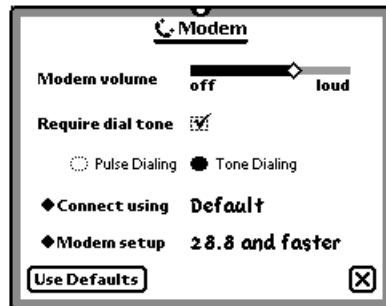 Modem
Modem volume
off loud
Require dial tone
Pulse Dialing Tone Dialing
Connect using Default
Modem setup 28.8 and faster
Use Defaults